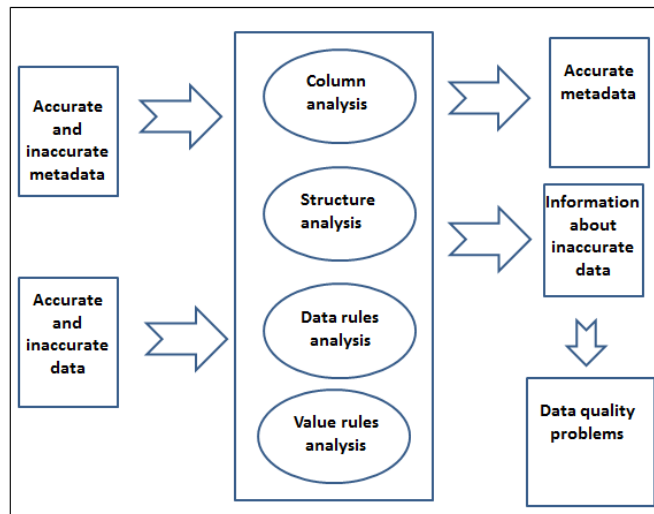 Accurate
and
inaccurate
metadata
Accurate
and
inaccurate
data
Column
analysis
Structure
analysis
Data rules
analysis
Value rules
analysis
Accurate
metadata
Information
about
inaccurate
data
Data quality
problems